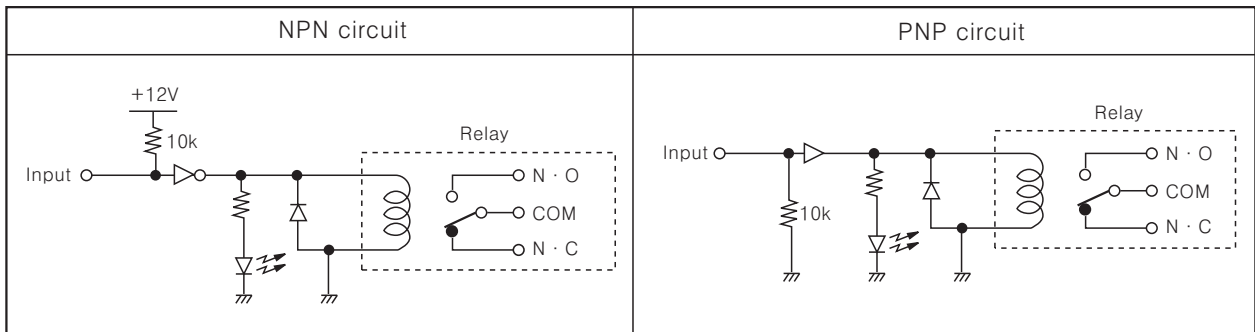 NPN circuit
+12V
10k
Input
Relay
N · O
COM
N · C
PNP circuit
Input
10k
Relay
N · O
COM
N · C